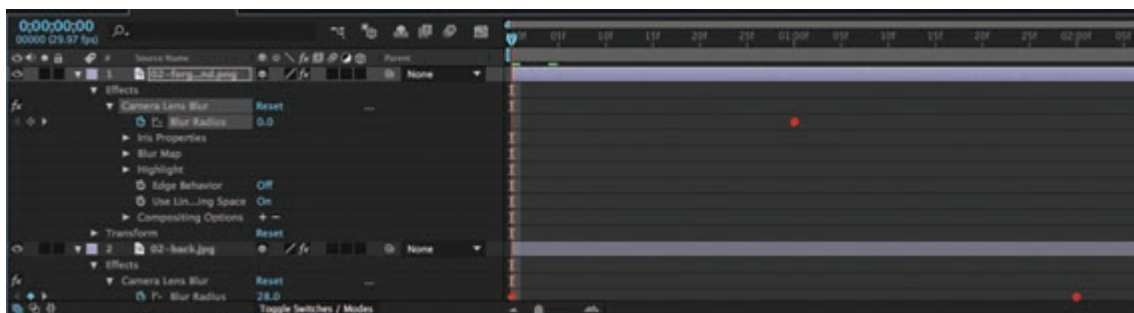 0;00;00;00
00000 (29.97 fps)
05f 10f 15f 20f 25f 01:00f 05f 10f 15f 20f 25f 02:00f 05f
# Source Name Parent
1 02-forg...nd.png None
Effects
fx Camera Lens Blur Reset ...
Blur Radius 0.0
Iris Properties
Blur Map
Highlight
Edge Behavior Off
Use Lin...ing Space On
Compositing Options + −
Transform Reset
2 02-back.jpg None
Effects
fx Camera Lens Blur Reset ...
Blur Radius 28.0
Toggle Switches / Modes